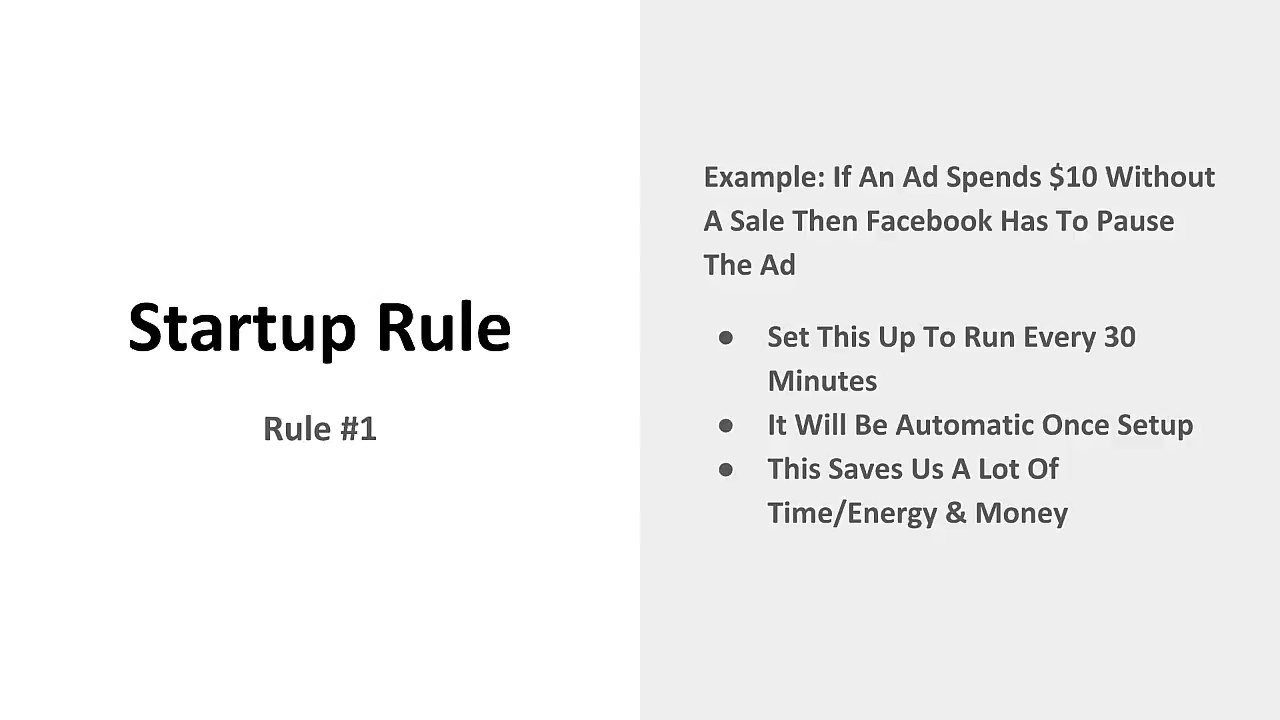 Startup Rule
Rule #1
Example: If An Ad Spends $10 Without
A Sale Then Facebook Has To Pause
The Ad
● Set This Up To Run Every 30
Minutes
● It Will Be Automatic Once Setup
● This Saves Us A Lot Of
Time/Energy & Money